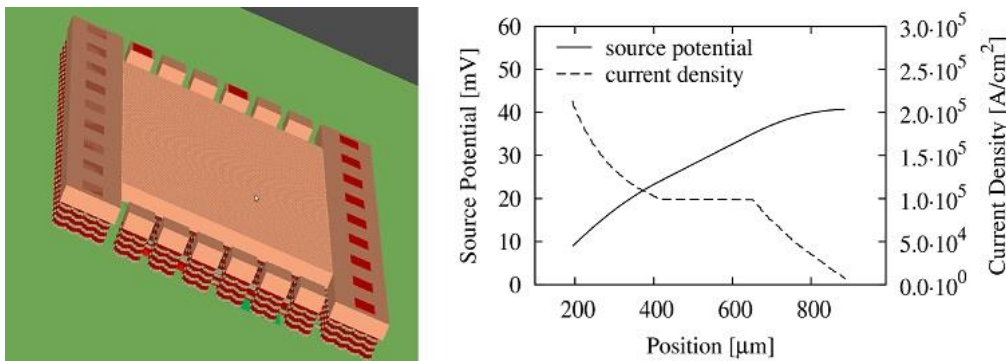 60
50
40
30
20
10
0
Source Potential [mV]
source potential
current density
3.0·10^5
2.5·10^5
2.0·10^5
1.5·10^5
1.0·10^5
5.0·10^4
0.0·10^0
Current Density [A/cm^2]
200 400 600 800
Position [μm]